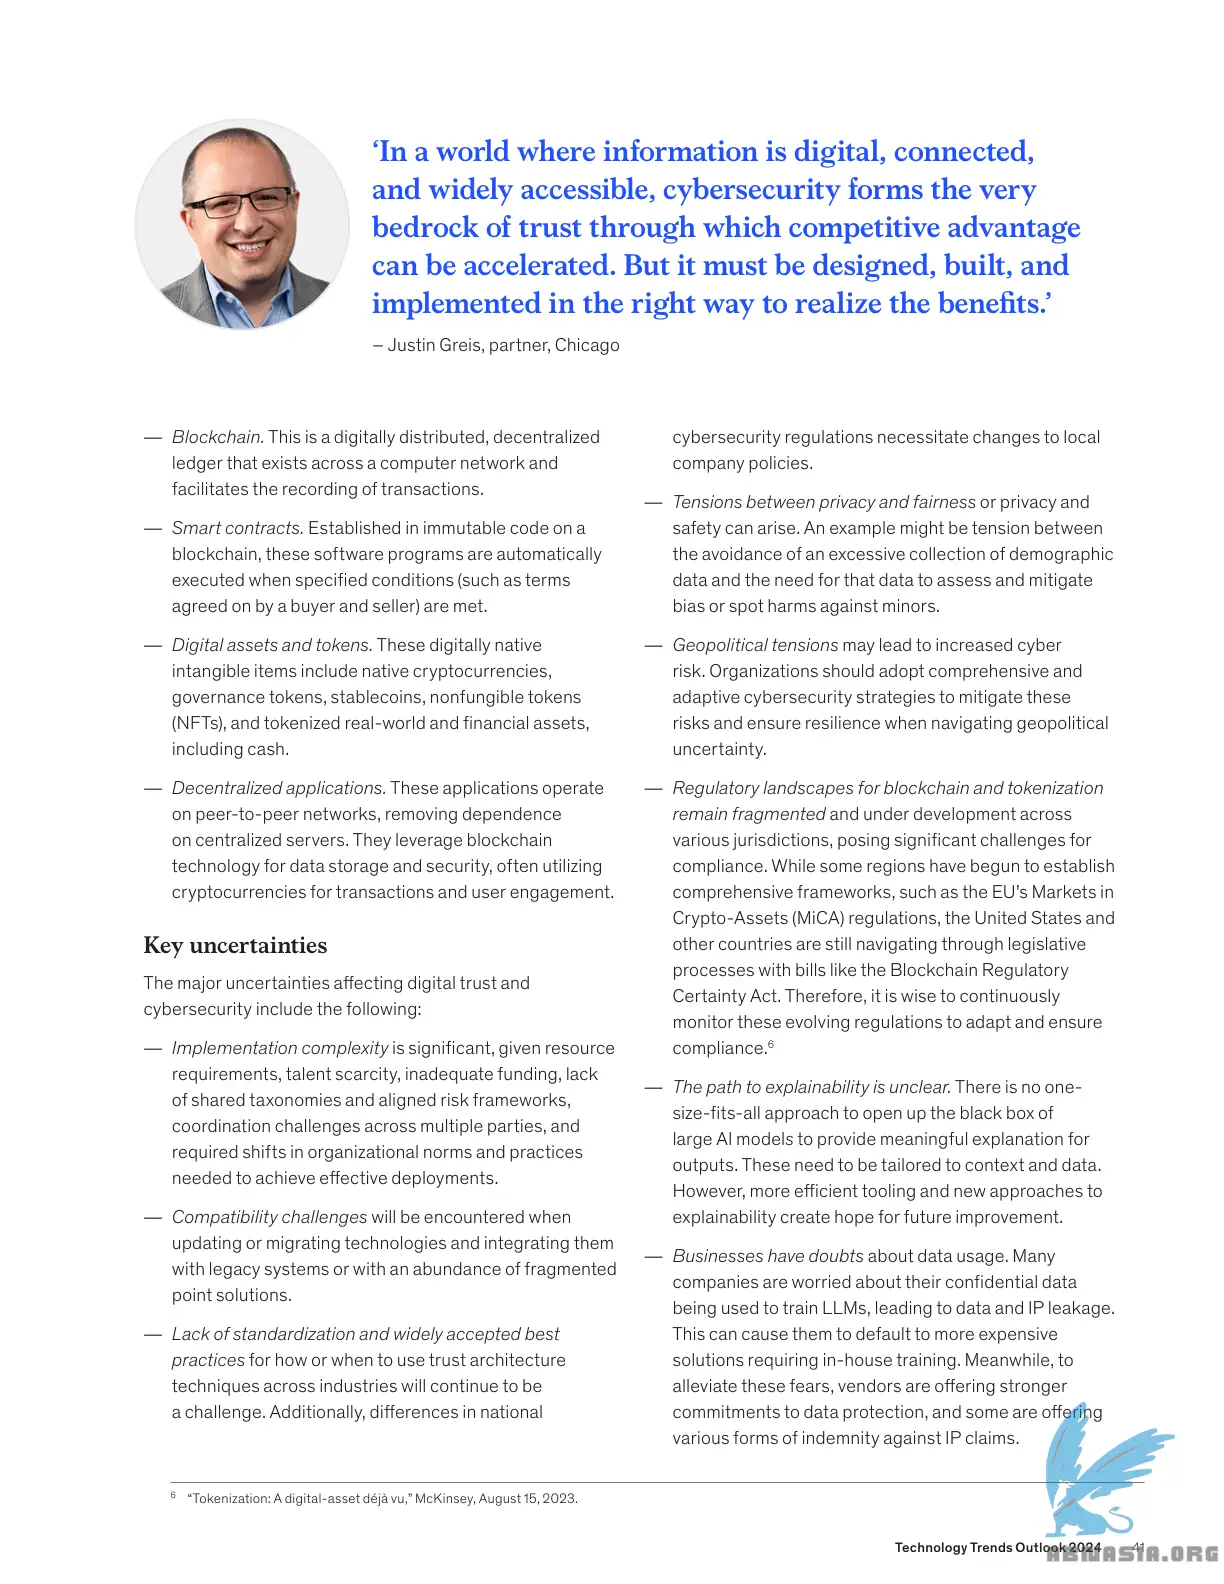 ‘In a world where information is digital, connected,
and widely accessible, cybersecurity forms the very
bedrock of trust through which competitive advantage
can be accelerated. But it must be designed, built, and
implemented in the right way to realize the benefits.’
– Justin Greis, partner, Chicago
— Blockchain. This is a digitally distributed, decentralized
ledger that exists across a computer network and
facilitates the recording of transactions.
— Smart contracts. Established in immutable code on a
blockchain, these software programs are automatically
executed when specified conditions (such as terms
agreed on by a buyer and seller) are met.
— Digital assets and tokens. These digitally native
intangible items include native cryptocurrencies,
governance tokens, stablecoins, nonfungible tokens
(NFTs), and tokenized real-world and financial assets,
including cash.
— Decentralized applications. These applications operate
on peer-to-peer networks, removing dependence
on centralized servers. They leverage blockchain
technology for data storage and security, often utilizing
cryptocurrencies for transactions and user engagement.
Key uncertainties
The major uncertainties affecting digital trust and
cybersecurity include the following:
— Implementation complexity is significant, given resource
requirements, talent scarcity, inadequate funding, lack
of shared taxonomies and aligned risk frameworks,
coordination challenges across multiple parties, and
required shifts in organizational norms and practices
needed to achieve effective deployments.
— Compatibility challenges will be encountered when
updating or migrating technologies and integrating them
with legacy systems or with an abundance of fragmented
point solutions.
— Lack of standardization and widely accepted best
practices for how or when to use trust architecture
techniques across industries will continue to be
a challenge. Additionally, differences in national
cybersecurity regulations necessitate changes to local
company policies.
— Tensions between privacy and fairness or privacy and
safety can arise. An example might be tension between
the avoidance of an excessive collection of demographic
data and the need for that data to assess and mitigate
bias or spot harms against minors.
— Geopolitical tensions may lead to increased cyber
risk. Organizations should adopt comprehensive and
adaptive cybersecurity strategies to mitigate these
risks and ensure resilience when navigating geopolitical
uncertainty.
— Regulatory landscapes for blockchain and tokenization
remain fragmented and under development across
various jurisdictions, posing significant challenges for
compliance. While some regions have begun to establish
comprehensive frameworks, such as the EU’s Markets in
Crypto-Assets (MiCA) regulations, the United States and
other countries are still navigating through legislative
processes with bills like the Blockchain Regulatory
Certainty Act. Therefore, it is wise to continuously
monitor these evolving regulations to adapt and ensure
compliance.6
— The path to explainability is unclear. There is no one-
size-fits-all approach to open up the black box of
large AI models to provide meaningful explanation for
outputs. These need to be tailored to context and data.
However, more efficient tooling and new approaches to
explainability create hope for future improvement.
— Businesses have doubts about data usage. Many
companies are worried about their confidential data
being used to train LLMs, leading to data and IP leakage.
This can cause them to default to more expensive
solutions requiring in-house training. Meanwhile, to
alleviate these fears, vendors are offering stronger
commitments to data protection, and some are offering
various forms of indemnity against IP claims.
6 “Tokenization: A digital-asset déjà vu,” McKinsey, August 15, 2023.
Technology Trends Outlook 2024 41
ABWASIA.ORG